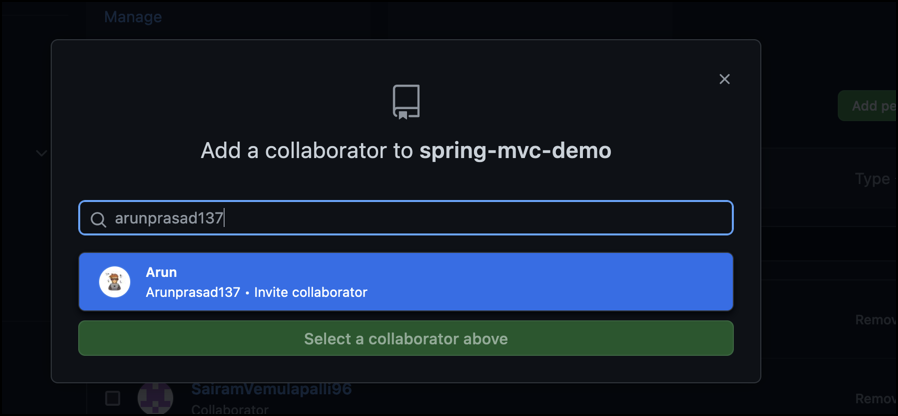 Manage
Add a collaborator to spring-mvc-demo
Add pe
Type
arunprasad137
Arun
Arunprasad137 • Invite collaborator
Remov
Select a collaborator above
SairamVemulapalli96
Collaborator
Remov